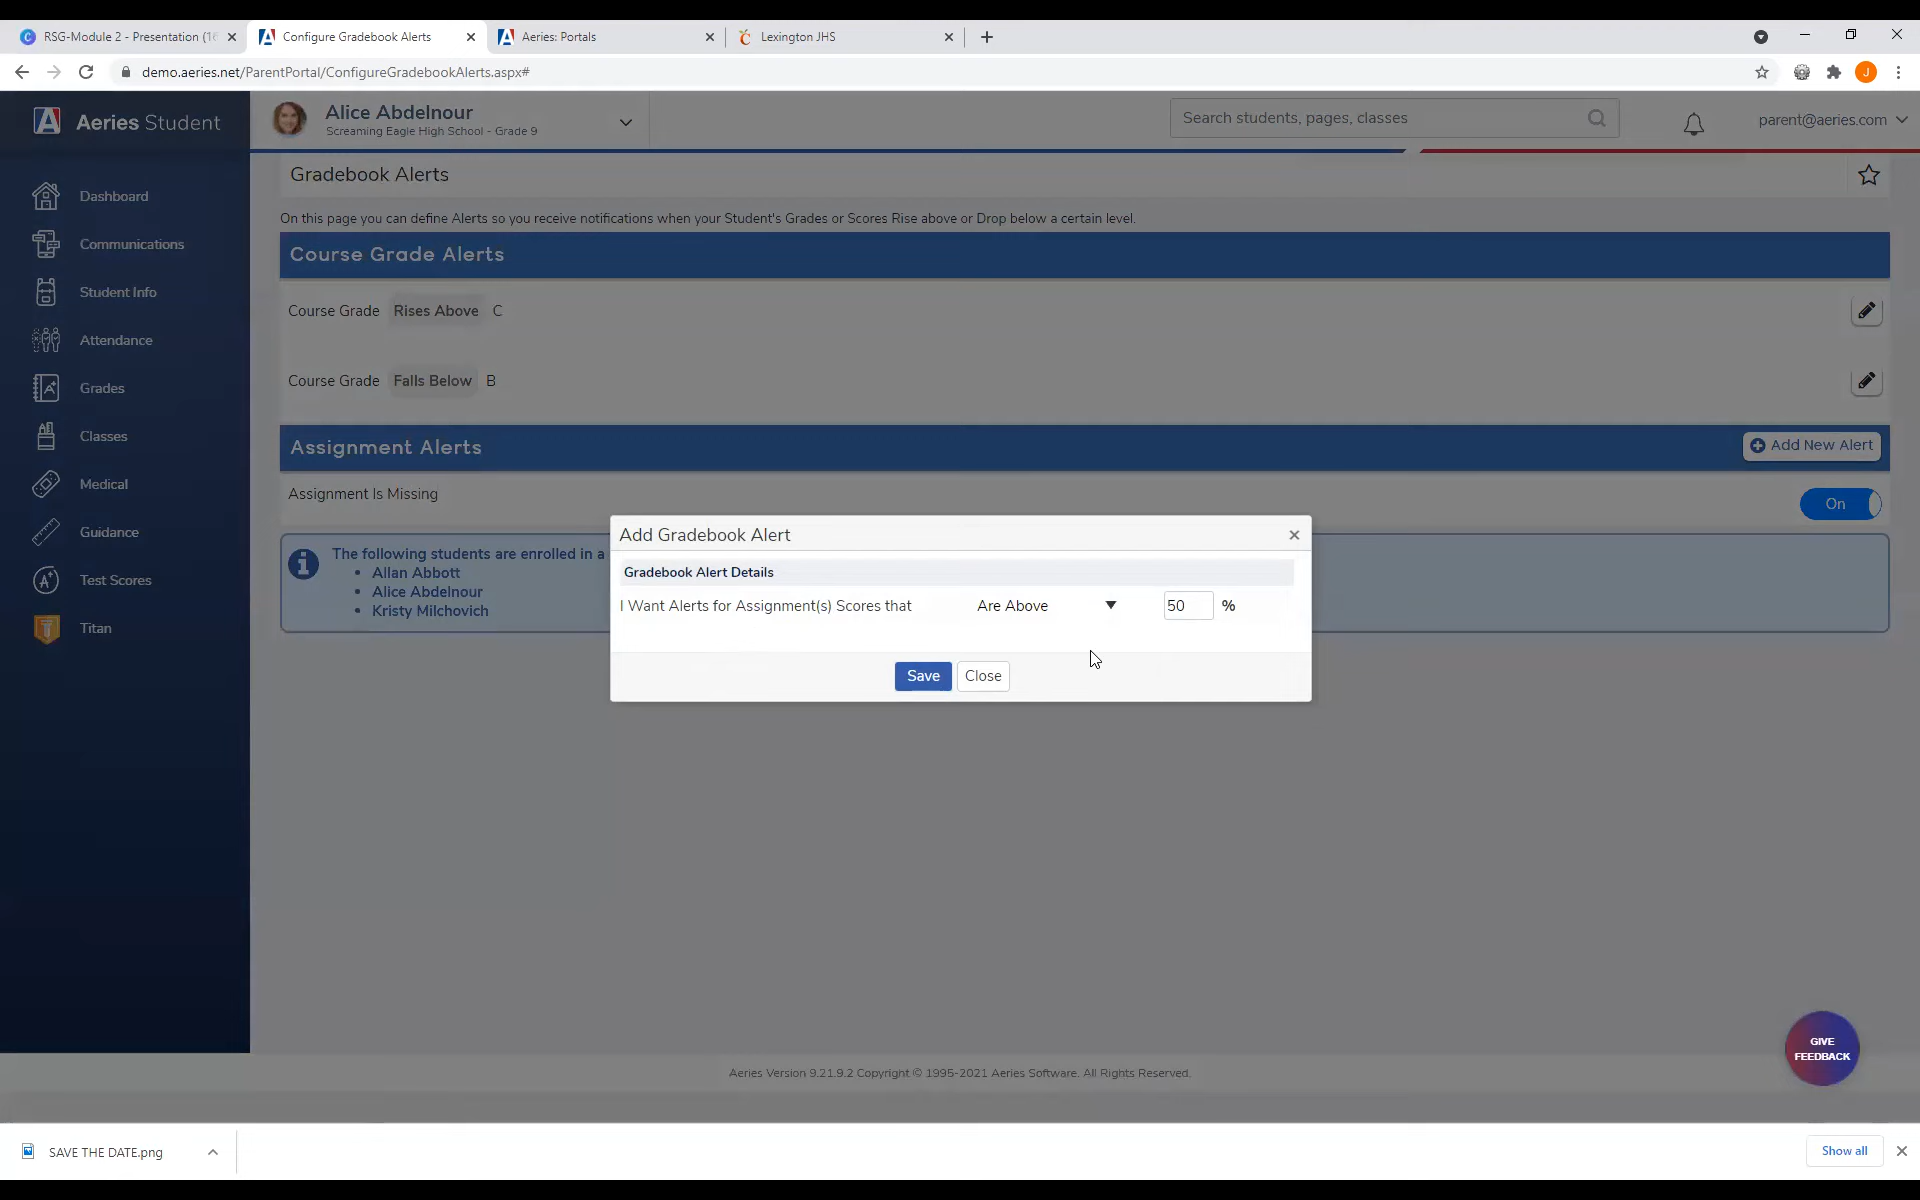 RSG-Module 2 - Presentation (16
Configure Gradebook Alerts
Aeries: Portals
Lexington JHS
demo.aeries.net/ParentPortal/ConfigureGradebookAlerts.aspx#
J
Aeries Student
Alice Abdelnour
Screaming Eagle High School - Grade 9
Search students, pages, classes
parent@aeries.com
Dashboard
Communications
Student Info
Attendance
Grades
Classes
Medical
Guidance
Test Scores
Titan
Gradebook Alerts
On this page you can define Alerts so you receive notifications when your Student's Grades or Scores Rise above or Drop below a certain level.
Course Grade Alerts
Course Grade Rises Above C
Course Grade Falls Below B
Assignment Alerts
Add New Alert
Assignment Is Missing
On
The following students are enrolled in a
Allan Abbott
Alice Abdelnour
Kristy Milchovich
Add Gradebook Alert
Gradebook Alert Details
I Want Alerts for Assignment(s) Scores that Are Above 50 %
Save Close
GIVE
FEEDBACK
Aeries Version 9.21.9.2 Copyright © 1995-2021 Aeries Software. All Rights Reserved.
SAVE THE DATE.png
Show all